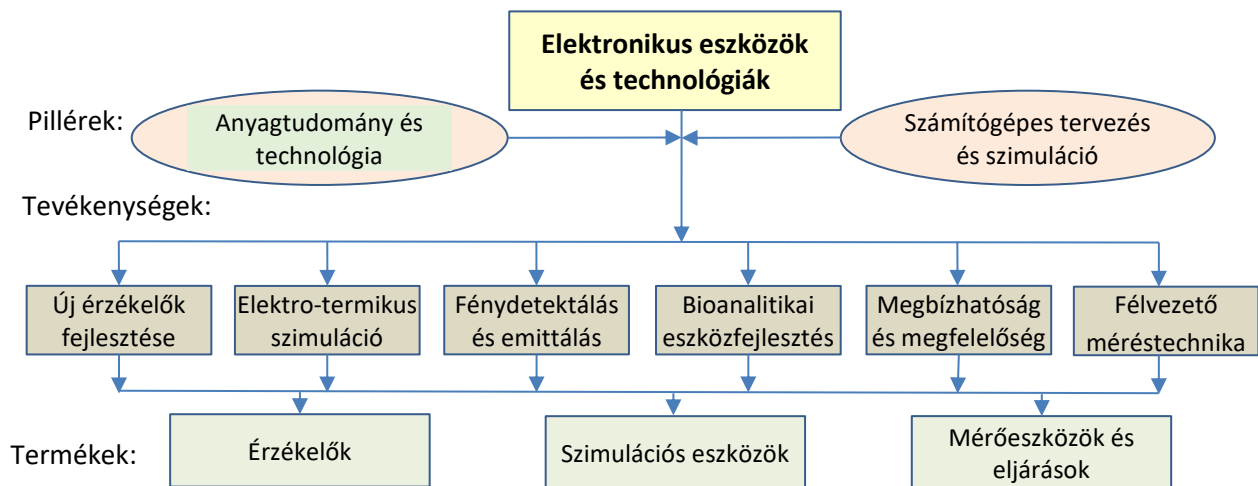 Elektronikus eszközök
és technológiák
Pillérek:
Anyagtudomány és
technológia
Számítógépes tervezés
és szimuláció
Tevékenységek:
Új érzékelők
fejlesztése
Elektro-termikus
szimuláció
Fénydetektálás
és emittálás
Bioanalitikai
eszközfejlesztés
Megbízhatóság
és megfelelőség
Félvezető
méréstechnika
Termékek:
Érzékelők
Szimulációs eszközök
Mérőeszközök és
eljárások